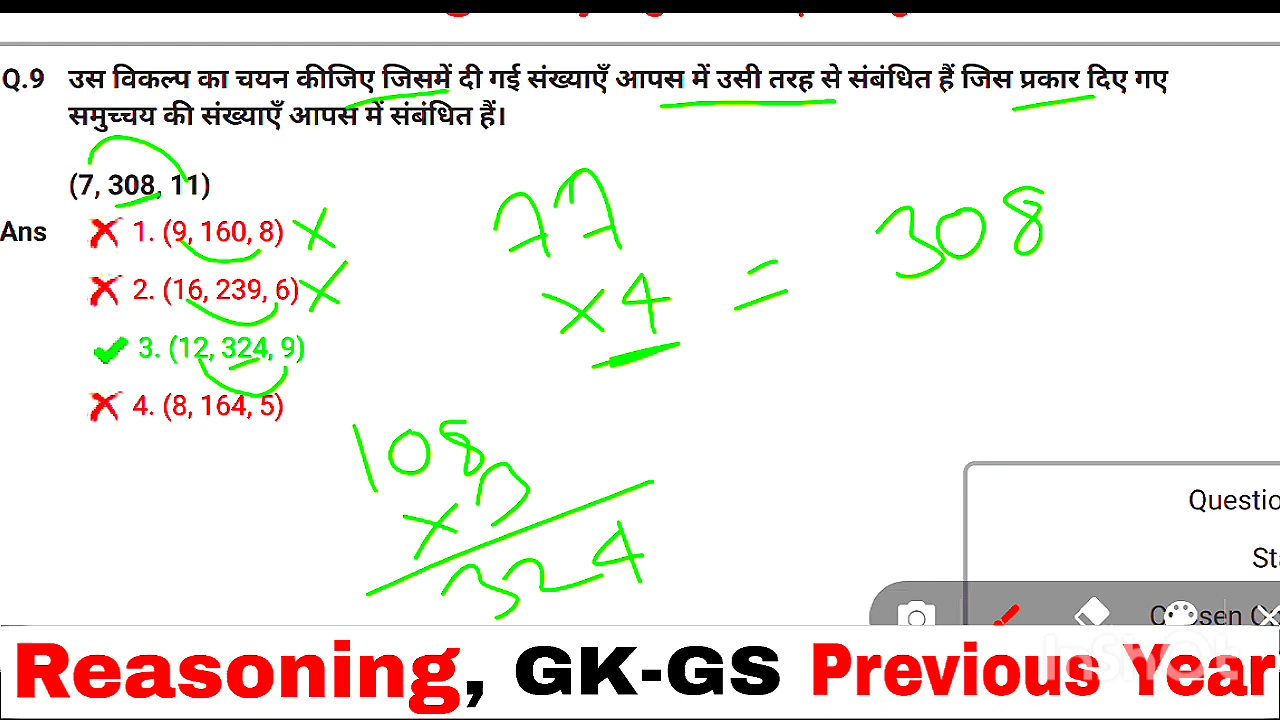 Q.9 उस विकल्प का चयन कीजिए जिसमें दी गई संख्याएँ आपस में उसी तरह से संबंधित हैं जिस प्रकार दिए गए
समुच्चय की संख्याएँ आपस में संबंधित हैं।
(7, 308, 11)
77
×4 = 308
Ans 1. (9, 160, 8)
2. (16, 239, 6)
3. (12, 324, 9)
4. (8, 164, 5)
108
×3
324
Questio
St
InShOt
Reasoning, GK-GS Previous Year